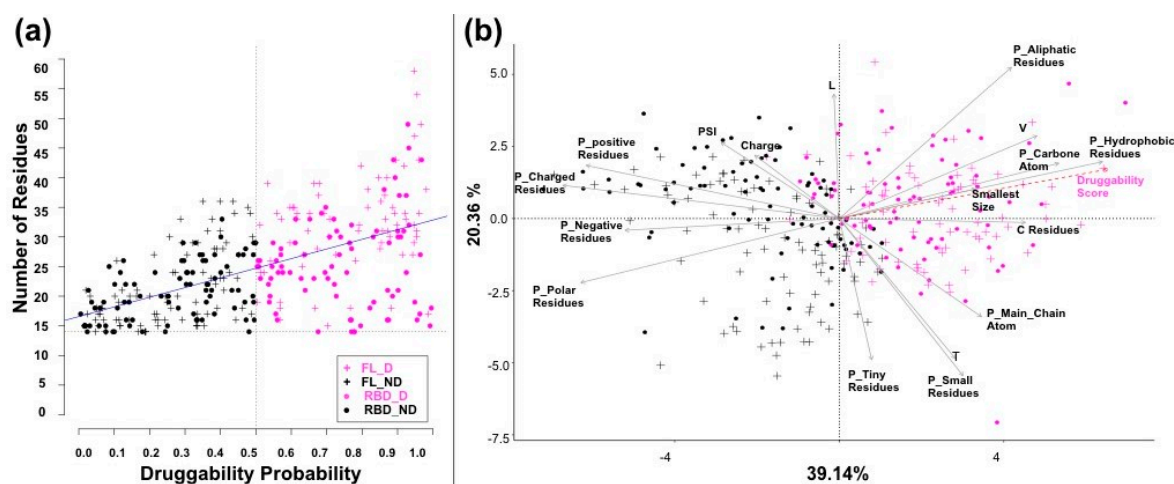 (a)
Number of Residues
60
55
50
45
40
35
30
25
20
15
10
5
0
FL_D
FL_ND
RBD_D
RBD_ND
0.0
0.1
0.2
0.3
0.4
0.5
0.6
0.7
0.8
0.9
1.0
Druggability Probability
(b)
20.36 %
5.0
2.5
0.0
-2.5
-5.0
-7.5
P_Aliphatic
Residues
L
V
PSI
Charge
P_positive
Residues
P_Carbone
Atom
P_Hydrophobic
Residues
P_Charged
Residues
Druggability
Score
Smallest
Size
P_Negative
Residues
C Residues
P_Polar
Residues
P_Main_Chain
Atom
T
P_Tiny
Residues
P_Small
Residues
-4
4
39.14%